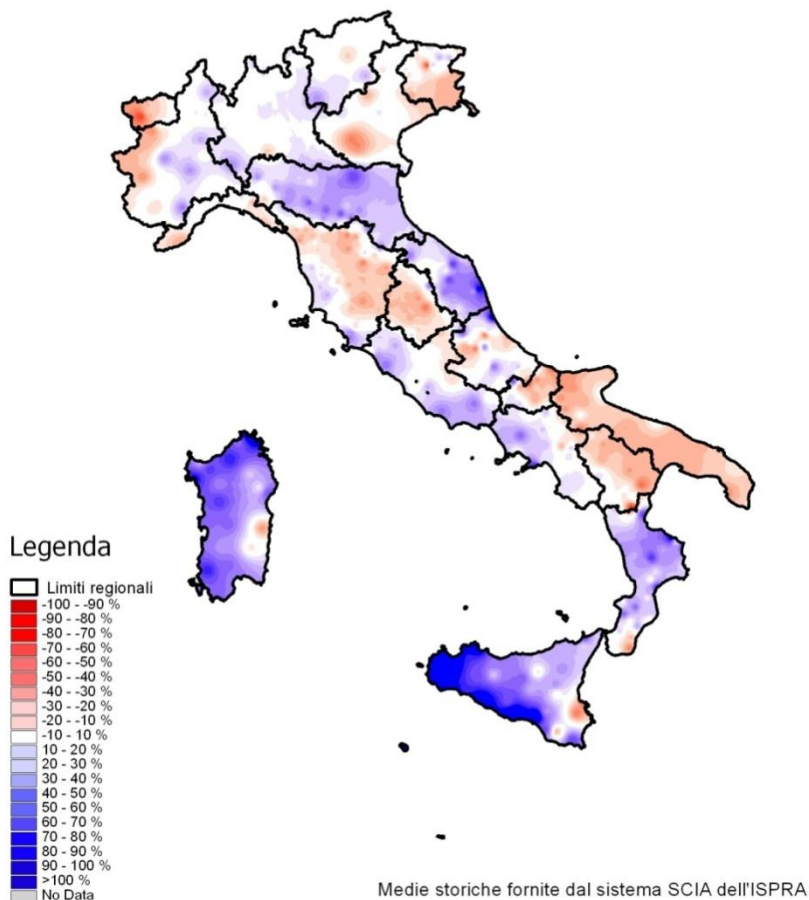 Legenda
Limiti regionali
-100 - -90 %
-90 - -80 %
-80 - -70 %
-70 - -60 %
-60 - -50 %
-50 - -40 %
-40 - -30 %
-30 - -20 %
-20 - -10 %
-10 - 10 %
10 - 20 %
20 - 30 %
30 - 40 %
40 - 50 %
50 - 60 %
60 - 70 %
70 - 80 %
80 - 90 %
90 - 100 %
>100 %
No Data
Medie storiche fornite dal sistema SCIA dell'ISPRA